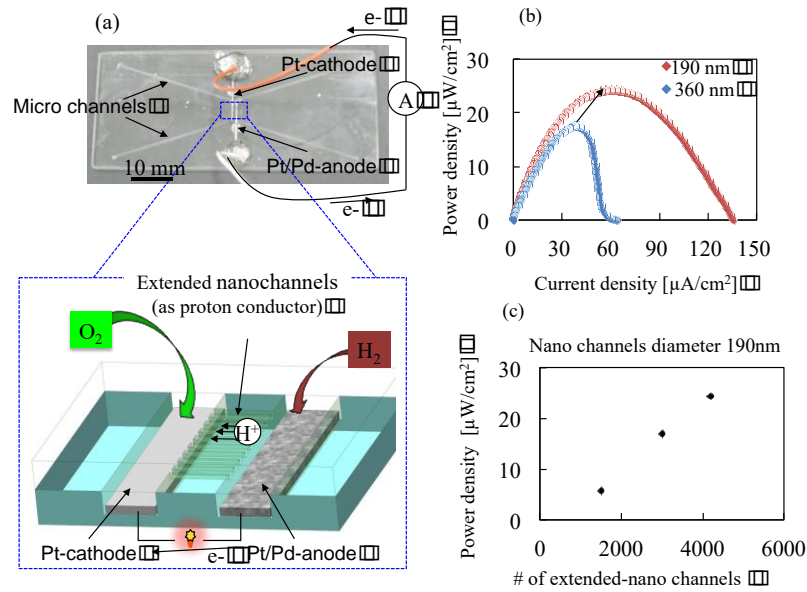 (a)
e-
Pt-cathode
Micro channels
A
Pt/Pd-anode
10 mm
e-
Extended nanochannels
(as proton conductor)
O2
H2
H+
Pt-cathode
e-
Pt/Pd-anode
(b)
Power density [µW/cm2]
30
20
10
0
190 nm
360 nm
0 30 60 90 120 150
Current density [µA/cm2]
(c)
Nano channels diameter 190nm
Power density [µW/cm2]
30
20
10
0
0 2000 4000 6000
# of extended-nano channels